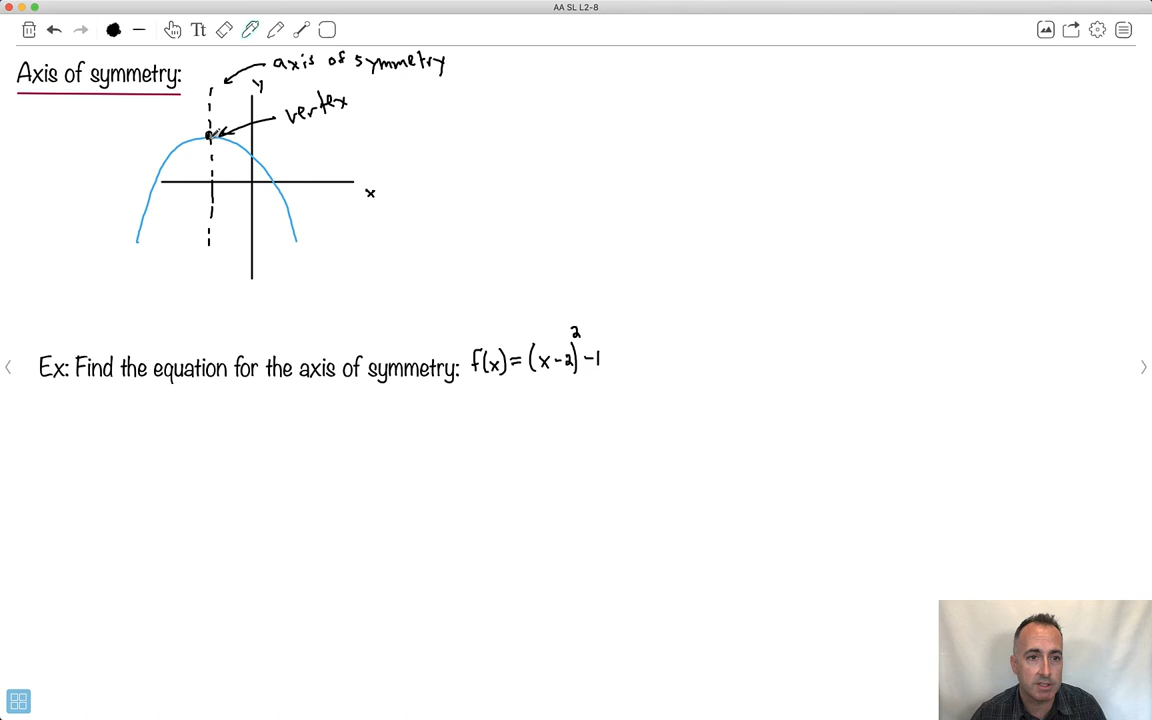 AA SL L2-8
Tt
Axis of symmetry:
axis of symmetry
y
vertex
x
Ex: Find the equation for the axis of symmetry: f(x) = (x-2)² -1